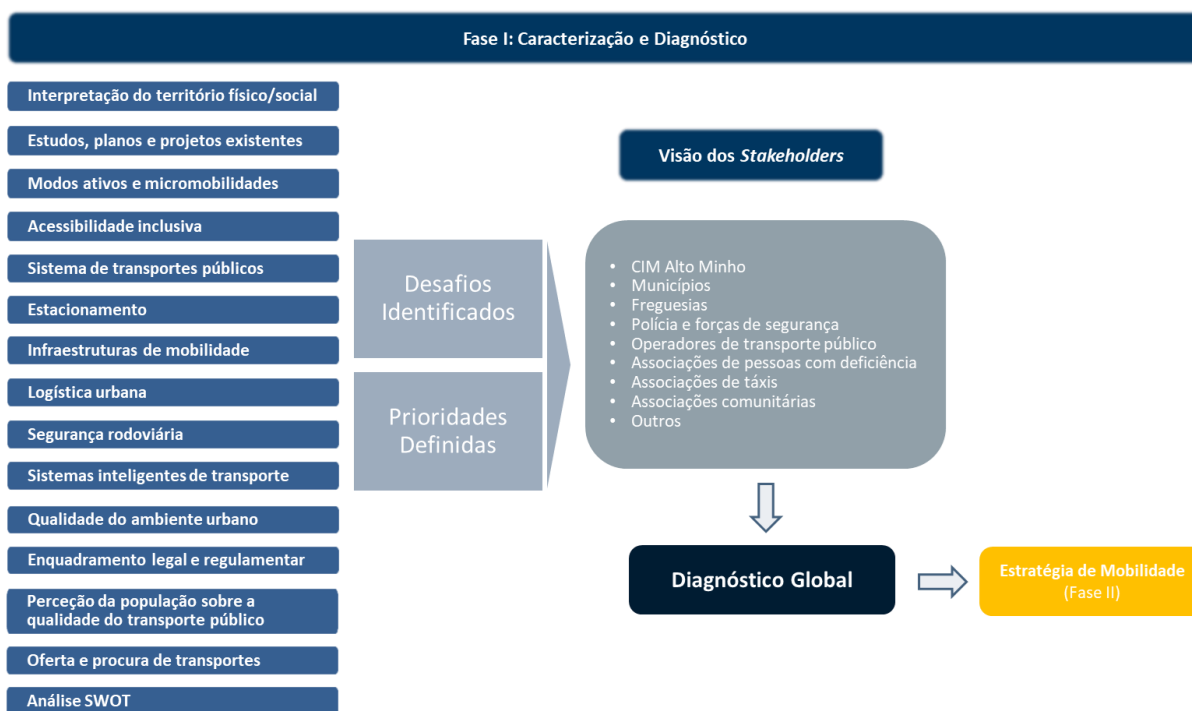 Fase I: Caracterização e Diagnóstico
Interpretação do território físico/social
Estudos, planos e projetos existentes
Modos ativos e micromobilidades
Acessibilidade inclusiva
Sistema de transportes públicos
Estacionamento
Infraestruturas de mobilidade
Logística urbana
Segurança rodoviária
Sistemas inteligentes de transporte
Qualidade do ambiente urbano
Enquadramento legal e regulamentar
Perceção da população sobre a
qualidade do transporte público
Oferta e procura de transportes
Análise SWOT
Desafios
Identificados
Prioridades
Definidas
Visão dos Stakeholders
• CIM Alto Minho
• Municípios
• Freguesias
• Polícia e forças de segurança
• Operadores de transporte público
• Associações de pessoas com deficiência
• Associações de táxis
• Associações comunitárias
• Outros
Diagnóstico Global
Estratégia de Mobilidade
(Fase II)